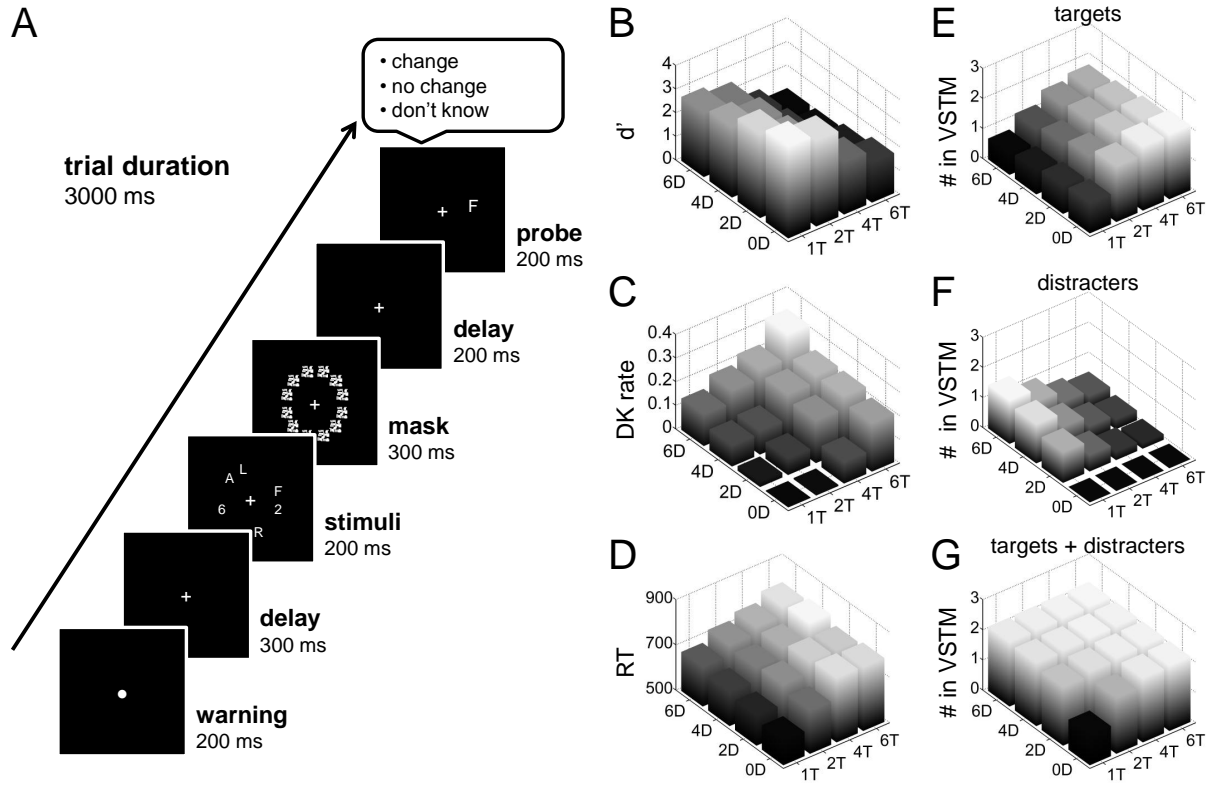 A
• change
• no change
• don't know
trial duration
3000 ms
F
probe
200 ms
delay
200 ms
mask
300 ms
L
A
F
6
2
R
stimuli
200 ms
delay
300 ms
warning
200 ms
B
4
3
2
1
0
d'
6D
4D
2D
0D
1T
2T
4T
6T
C
0.4
0.3
0.2
0.1
0
DK rate
6D
4D
2D
0D
1T
2T
4T
6T
D
900
700
500
RT
6D
4D
2D
0D
1T
2T
4T
6T
E
targets
3
2
1
0
# in VSTM
6D
4D
2D
0D
1T
2T
4T
6T
F
distracters
3
2
1
0
# in VSTM
6D
4D
2D
0D
1T
2T
4T
6T
G
targets + distracters
3
2
1
0
# in VSTM
6D
4D
2D
0D
1T
2T
4T
6T